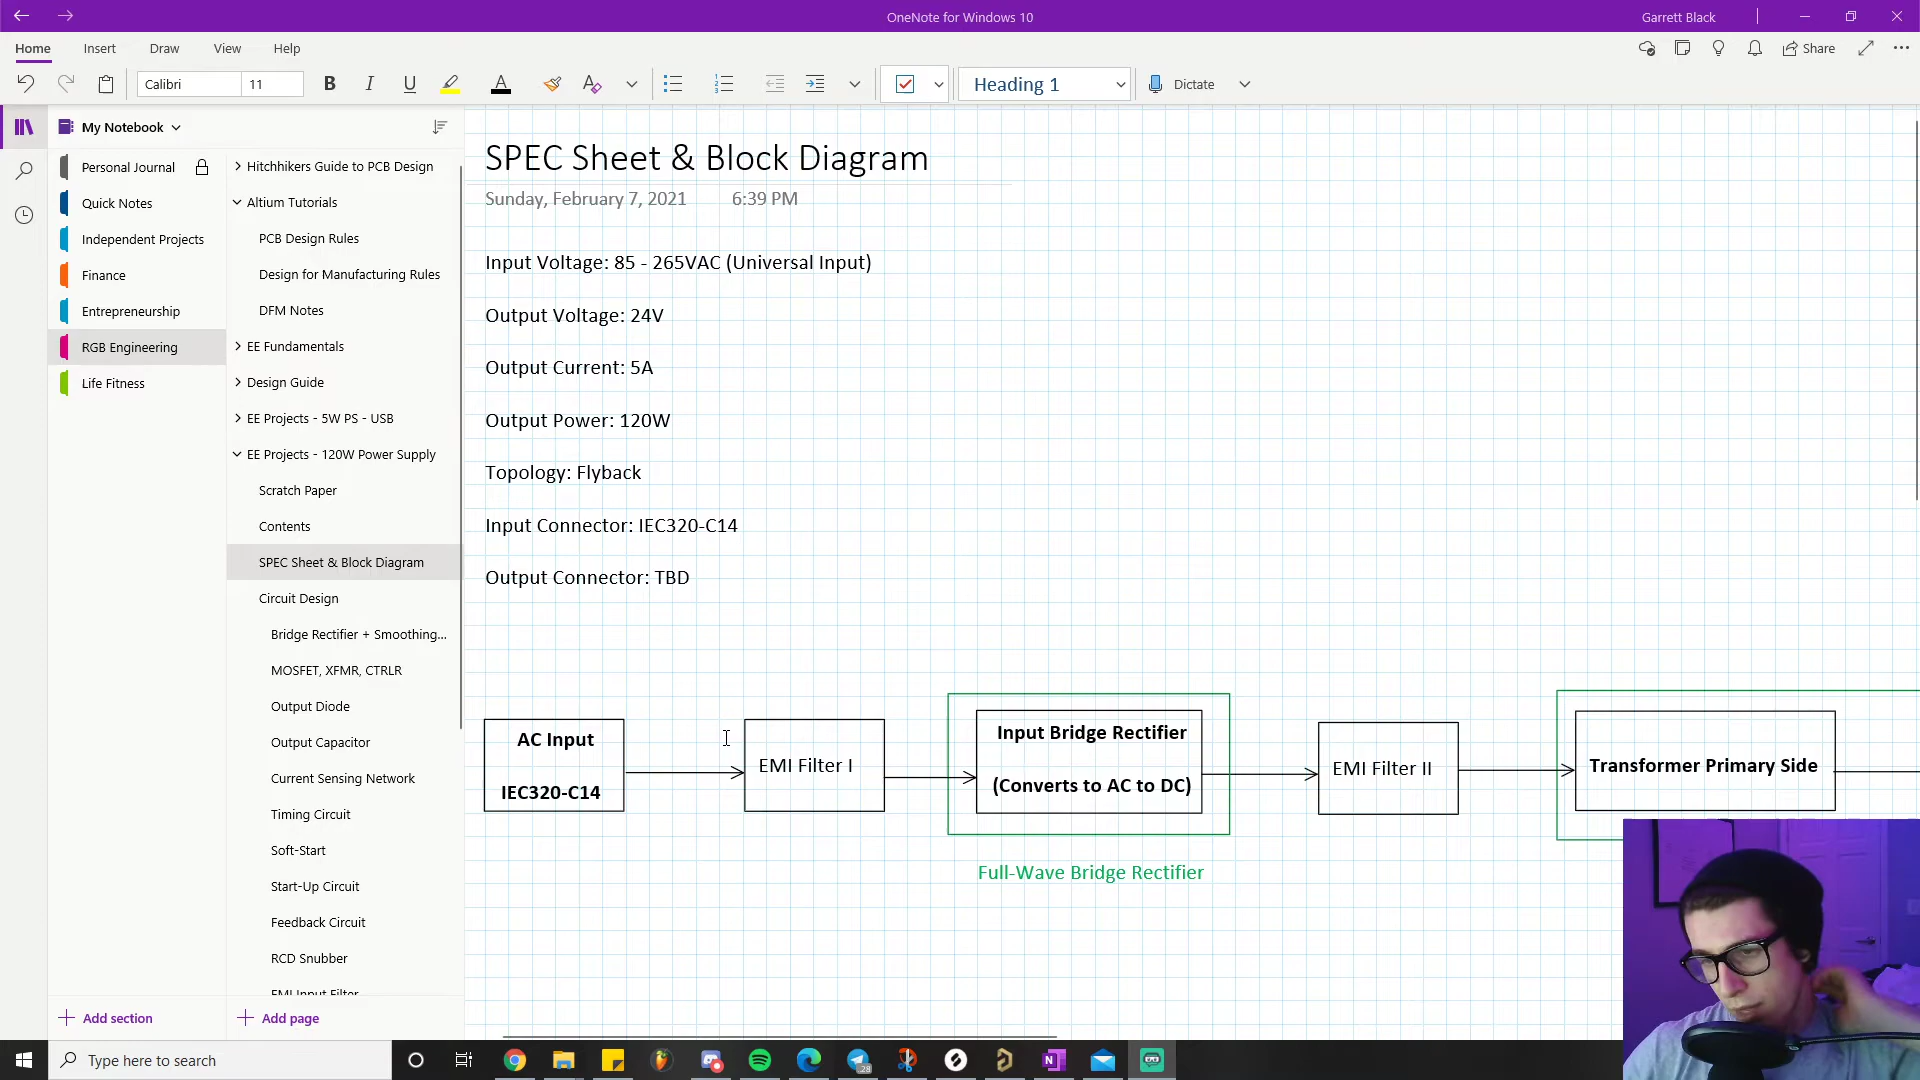 OneNote for Windows 10
Garrett Black
Home Insert Draw View Help
Share
Calibri 11 B I U A A Heading 1 Dictate
My Notebook
Personal Journal
Quick Notes
Independent Projects
Finance
Entrepreneurship
RGB Engineering
Life Fitness
Hitchhikers Guide to PCB Design
Altium Tutorials
PCB Design Rules
Design for Manufacturing Rules
DFM Notes
EE Fundamentals
Design Guide
EE Projects - 5W PS - USB
EE Projects - 120W Power Supply
Scratch Paper
Contents
SPEC Sheet & Block Diagram
Circuit Design
Bridge Rectifier + Smoothing...
MOSFET, XFMR, CTRLR
Output Diode
Output Capacitor
Current Sensing Network
Timing Circuit
Soft-Start
Start-Up Circuit
Feedback Circuit
RCD Snubber
EMI Input Filter
Add section
Add page
SPEC Sheet & Block Diagram
Sunday, February 7, 2021 6:39 PM
Input Voltage: 85 - 265VAC (Universal Input)
Output Voltage: 24V
Output Current: 5A
Output Power: 120W
Topology: Flyback
Input Connector: IEC320-C14
Output Connector: TBD
AC Input
IEC320-C14
EMI Filter I
Input Bridge Rectifier
(Converts to AC to DC)
EMI Filter II
Transformer Primary Side
Full-Wave Bridge Rectifier
Type here to search
28